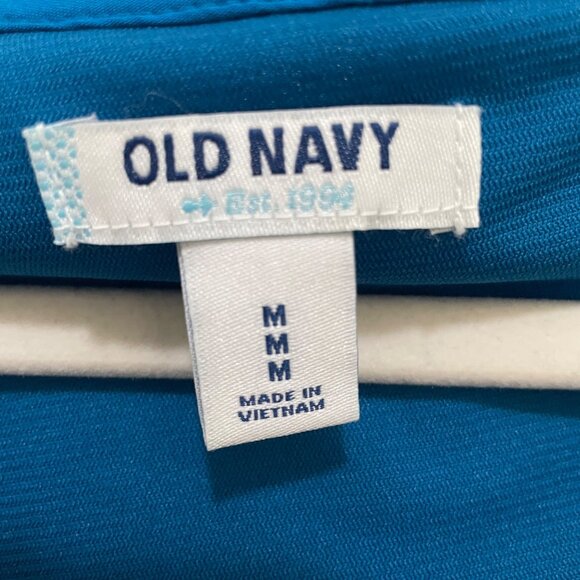 OLD NAVY
Est. 1994
M
M
M
MADE IN
VIETNAM